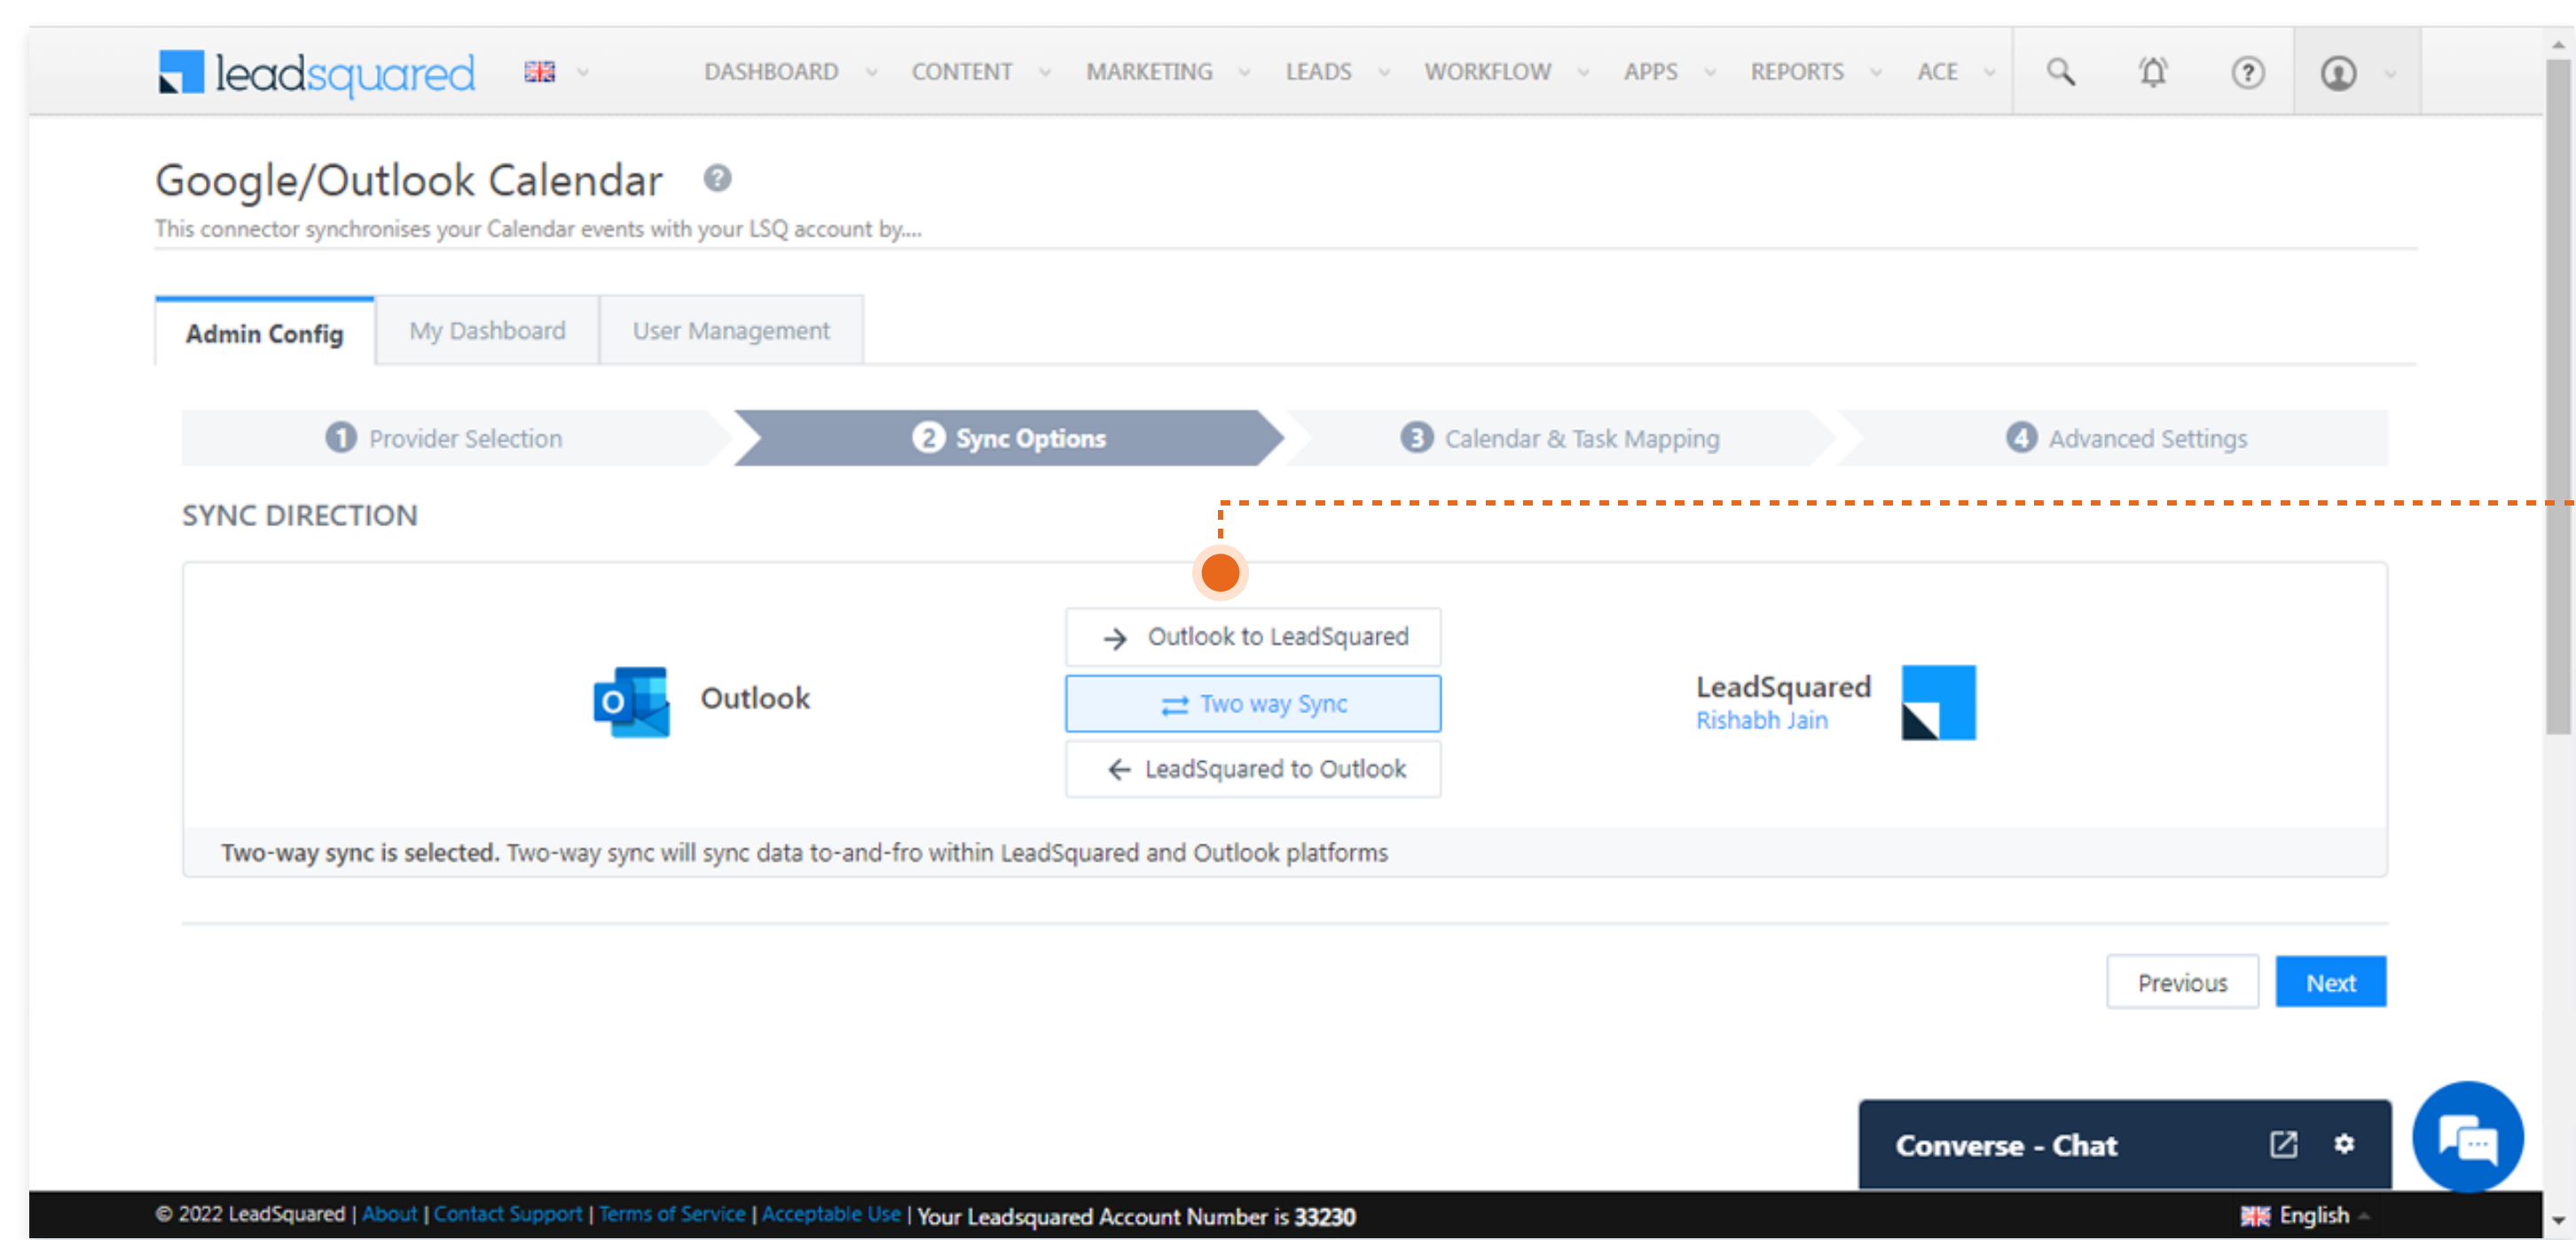 leadsquared DASHBOARD CONTENT MARKETING LEADS WORKFLOW APPS REPORTS ACE ?
Google/Outlook Calendar ?
This connector synchronises your Calendar events with your LSQ account by....
Admin Config My Dashboard User Management
1 Provider Selection 2 Sync Options 3 Calendar & Task Mapping 4 Advanced Settings
SYNC DIRECTION
→ Outlook to LeadSquared
O Outlook
⇄ Two way Sync
LeadSquared
Rishabh Jain
← LeadSquared to Outlook
Two-way sync is selected. Two-way sync will sync data to-and-fro within LeadSquared and Outlook platforms
Previous Next
Converse - Chat
© 2022 LeadSquared | About | Contact Support | Terms of Service | Acceptable Use | Your Leadsquared Account Number is 33230 English